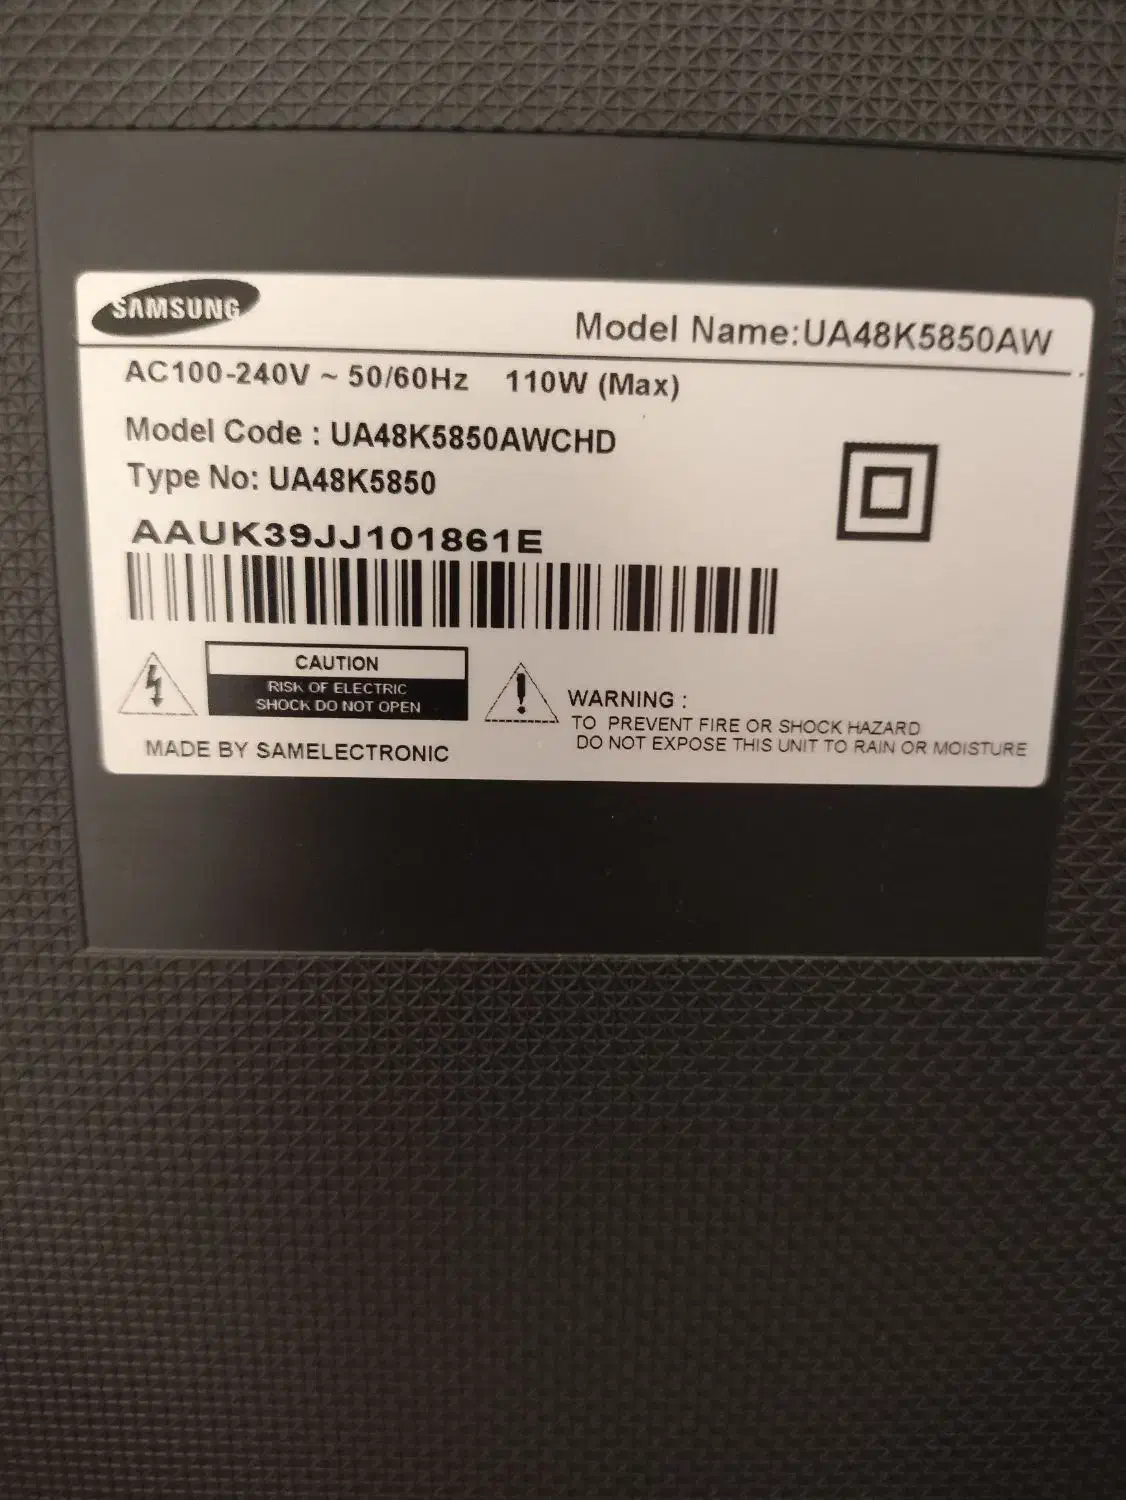 SAMSUNG
Model Name:UA48K5850AW
AC100-240V ~ 50/60Hz 110W (Max)
Model Code : UA48K5850AWCHD
Type No: UA48K5850
AAUK39JJ101861E
CAUTION
RISK OF ELECTRIC
SHOCK DO NOT OPEN
WARNING :
TO PREVENT FIRE OR SHOCK HAZARD
DO NOT EXPOSE THIS UNIT TO RAIN OR MOISTURE
MADE BY SAMELECTRONIC